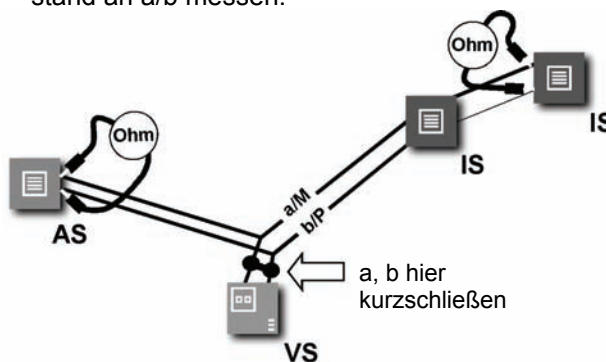 stand an a/b messen.
Ohm
Ohm
IS
IS
AS
a/M
b/P
a, b hier
kurzschließen
VS